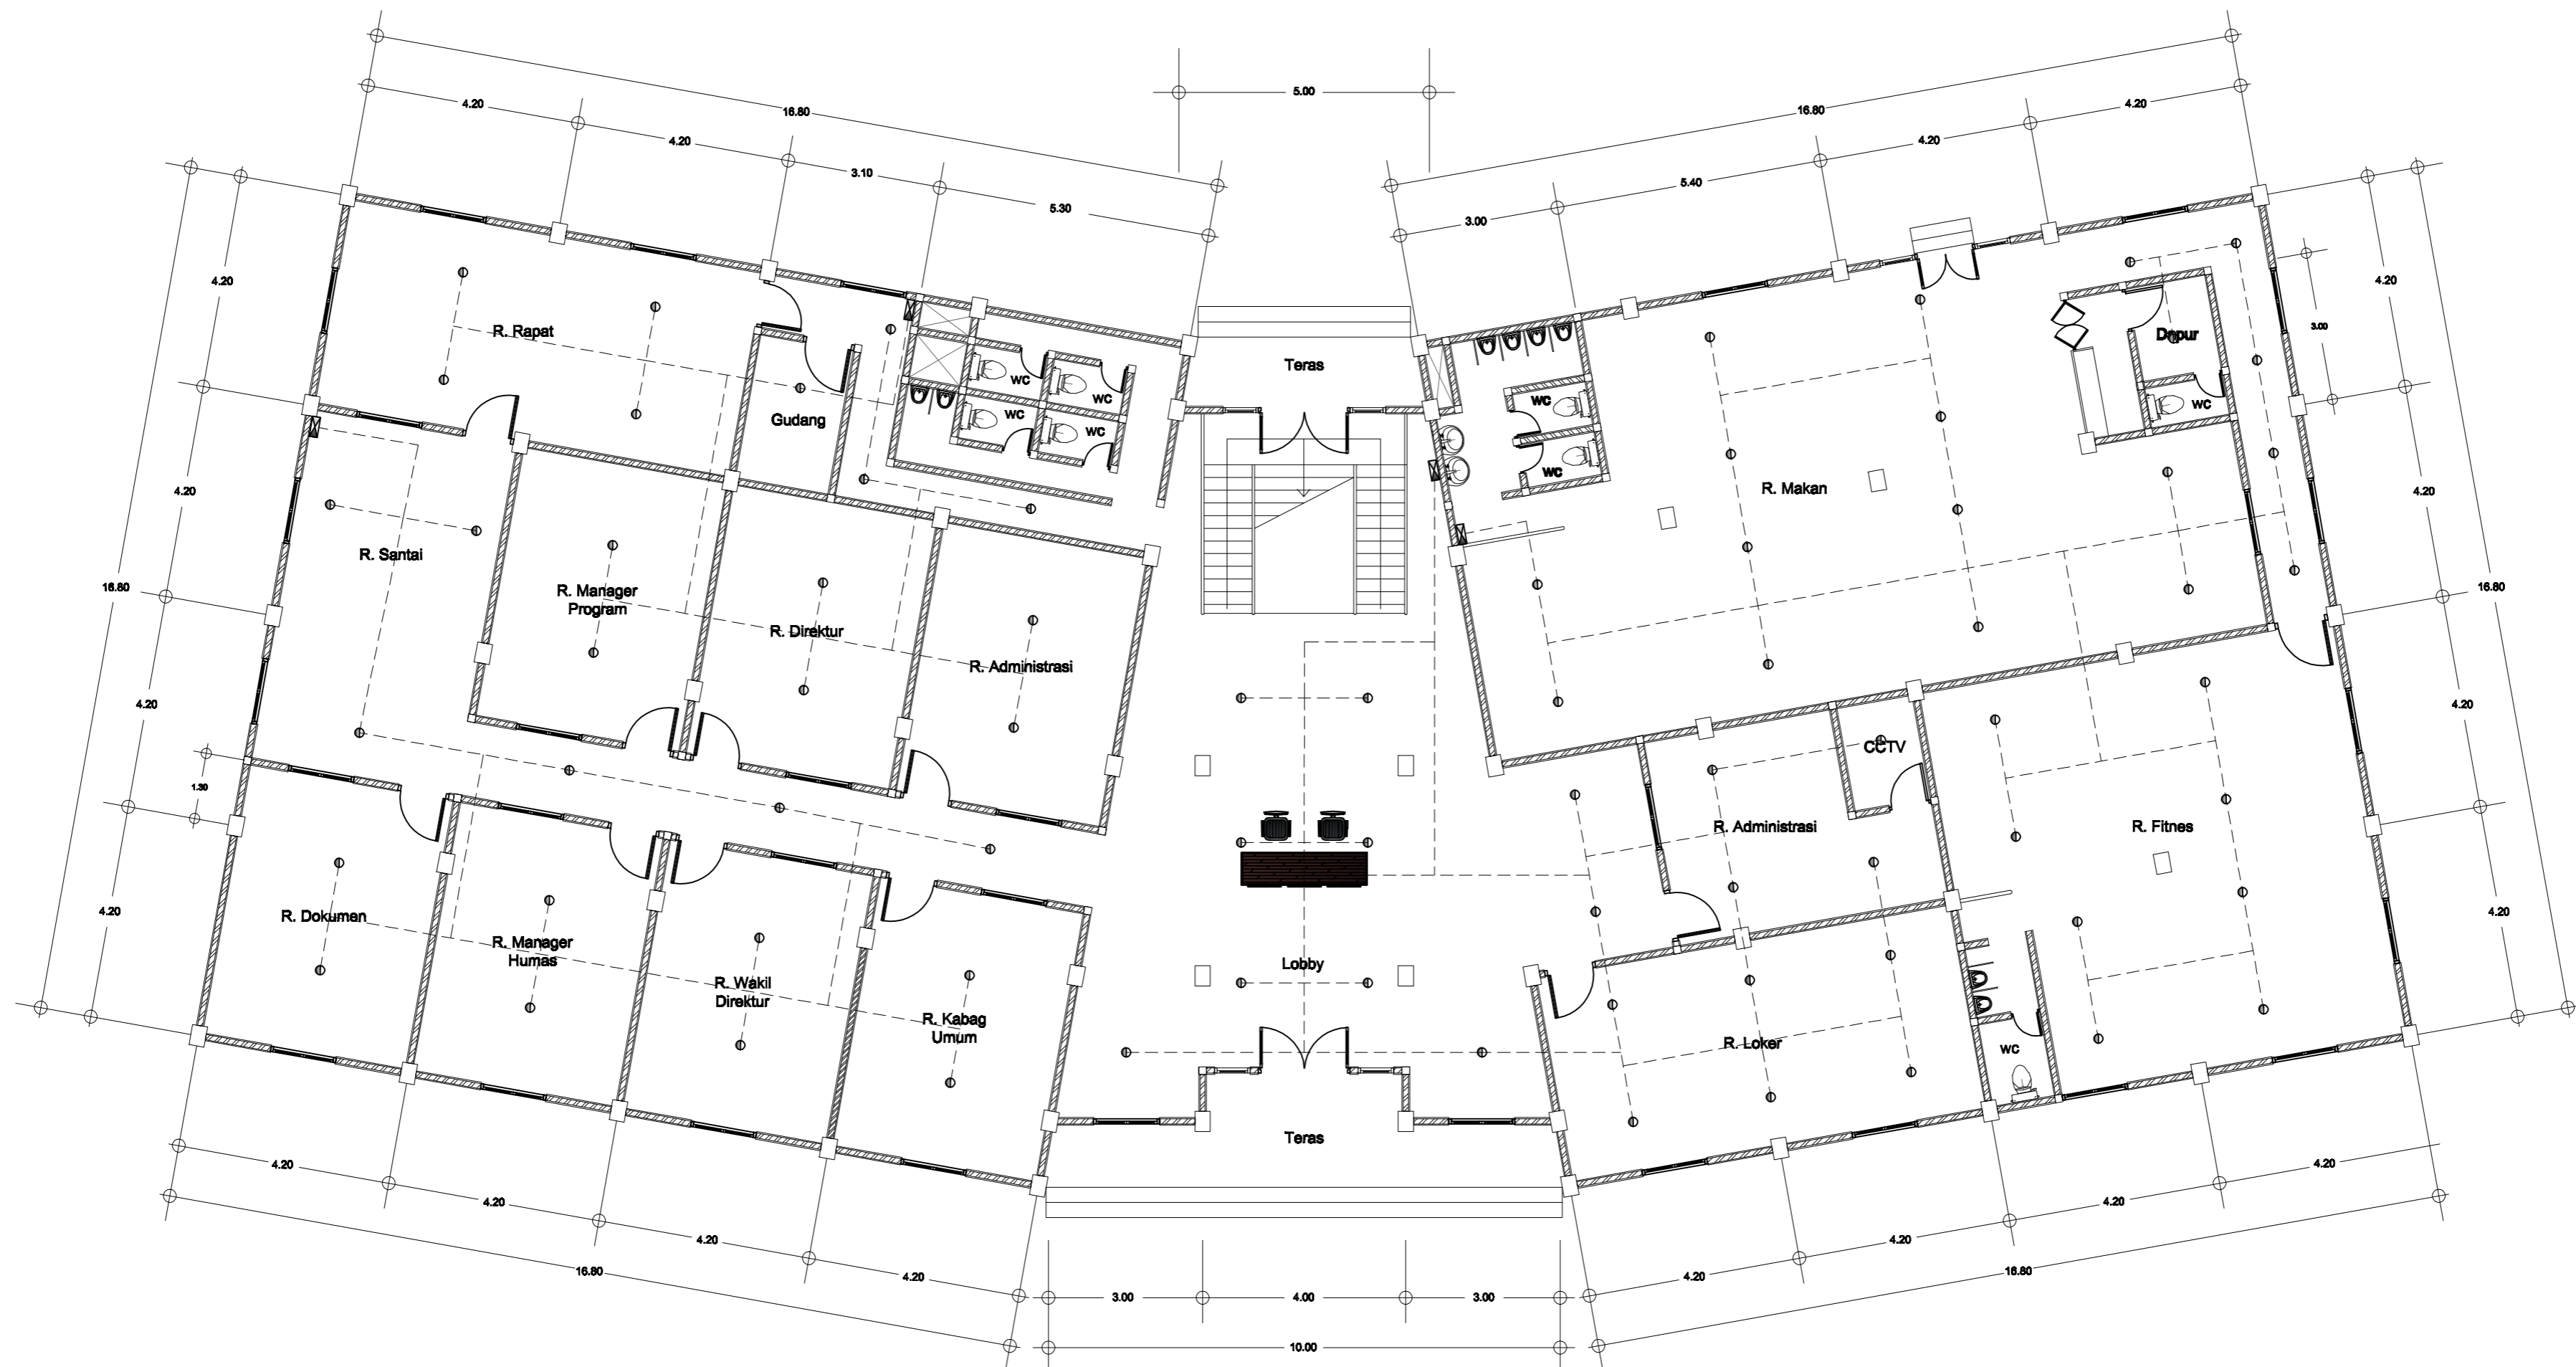 5.00
4.20
16.80
16.80
4.20
4.20
4.20
3.10
5.40
5.30
3.00
4.20
4.20
3.00
R. Rapat
Teras
Dapur
WC
WC
WC
WC
WC
WC
WC
Gudang
R. Makan
4.20
4.20
R. Santai
16.80
16.80
R. Manager
Program
R. Direktur
R. Administrasi
4.20
4.20
CCTV
1.30
R. Administrasi
R. Fitnes
4.20
4.20
R. Dokumen
R. Manager
Humas
Lobby
R. Wakil
Direktur
R. Kabag
Umum
R. Loker
WC
Teras
4.20
4.20
4.20
4.20
4.20
4.20
4.20
4.20
16.80
16.80
3.00
4.00
3.00
10.00